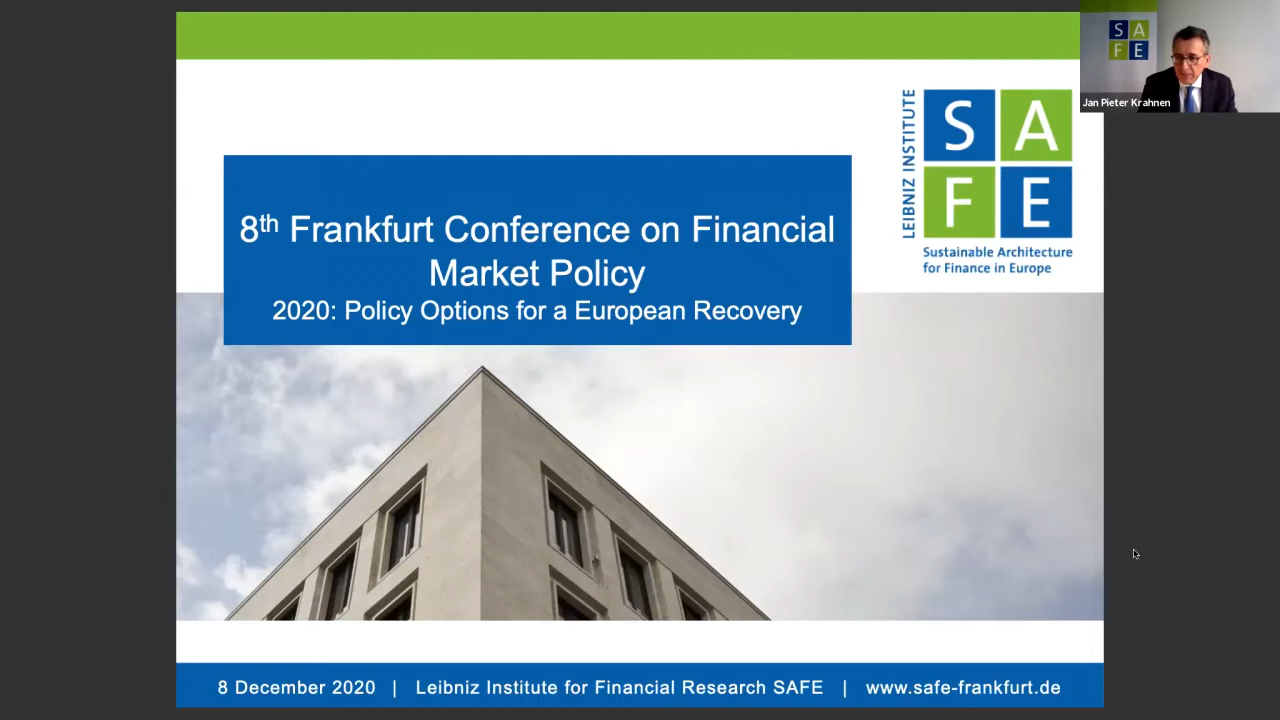 8th Frankfurt Conference on Financial
Market Policy
2020: Policy Options for a European Recovery
LEIBNIZ INSTITUTE
S A
F E
Sustainable Architecture
for Finance in Europe
S A
F E
Jan Pieter Krahnen
8 December 2020 | Leibniz Institute for Financial Research SAFE | www.safe-frankfurt.de